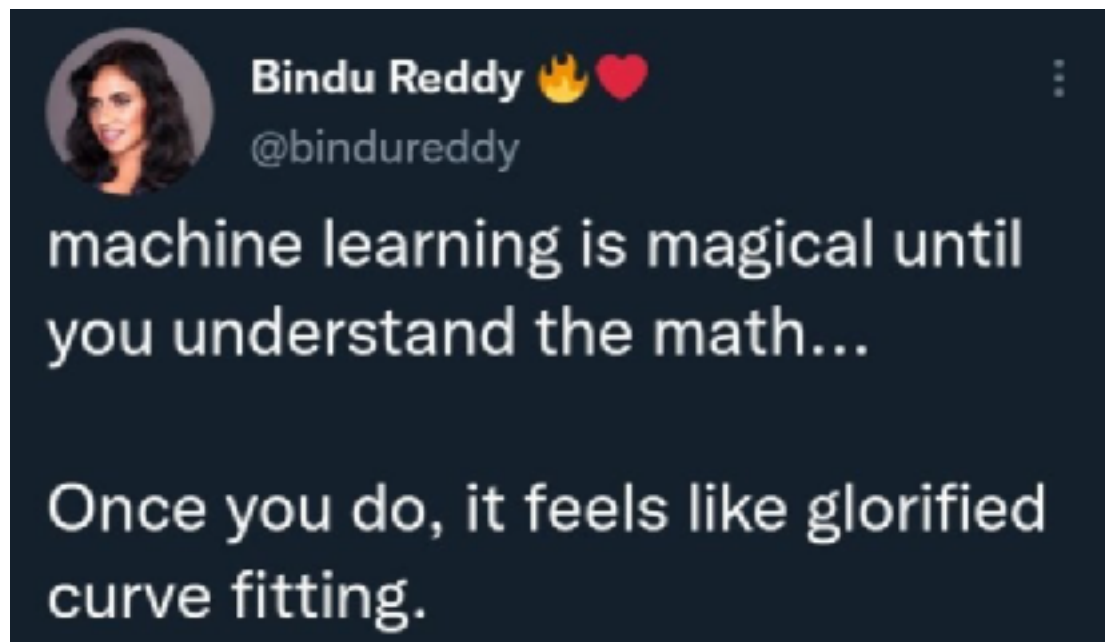 Bindu Reddy 🔥❤️
@bindureddy
machine learning is magical until
you understand the math...
Once you do, it feels like glorified
curve fitting.